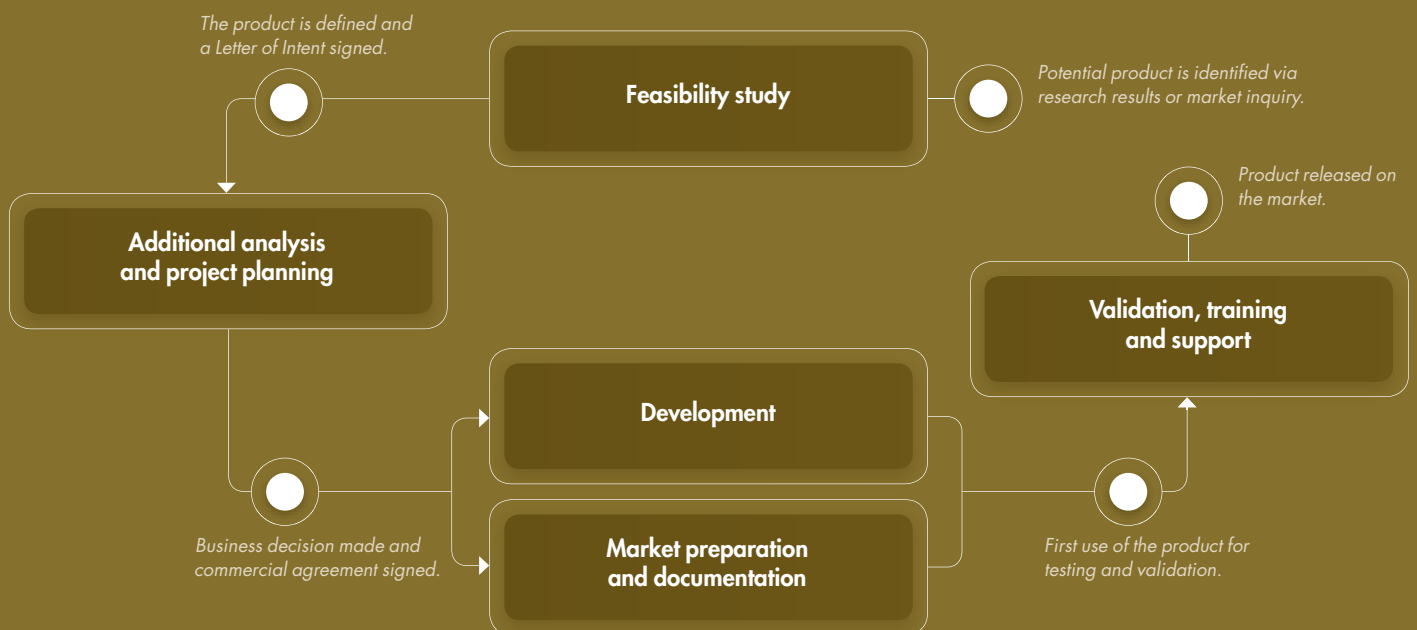 The product is defined and
a Letter of Intent signed.
Feasibility study
Potential product is identified via
research results or market inquiry.
Product released on
the market.
Additional analysis
and project planning
Validation, training
and support
Development
Business decision made and
commercial agreement signed.
Market preparation
and documentation
First use of the product for
testing and validation.